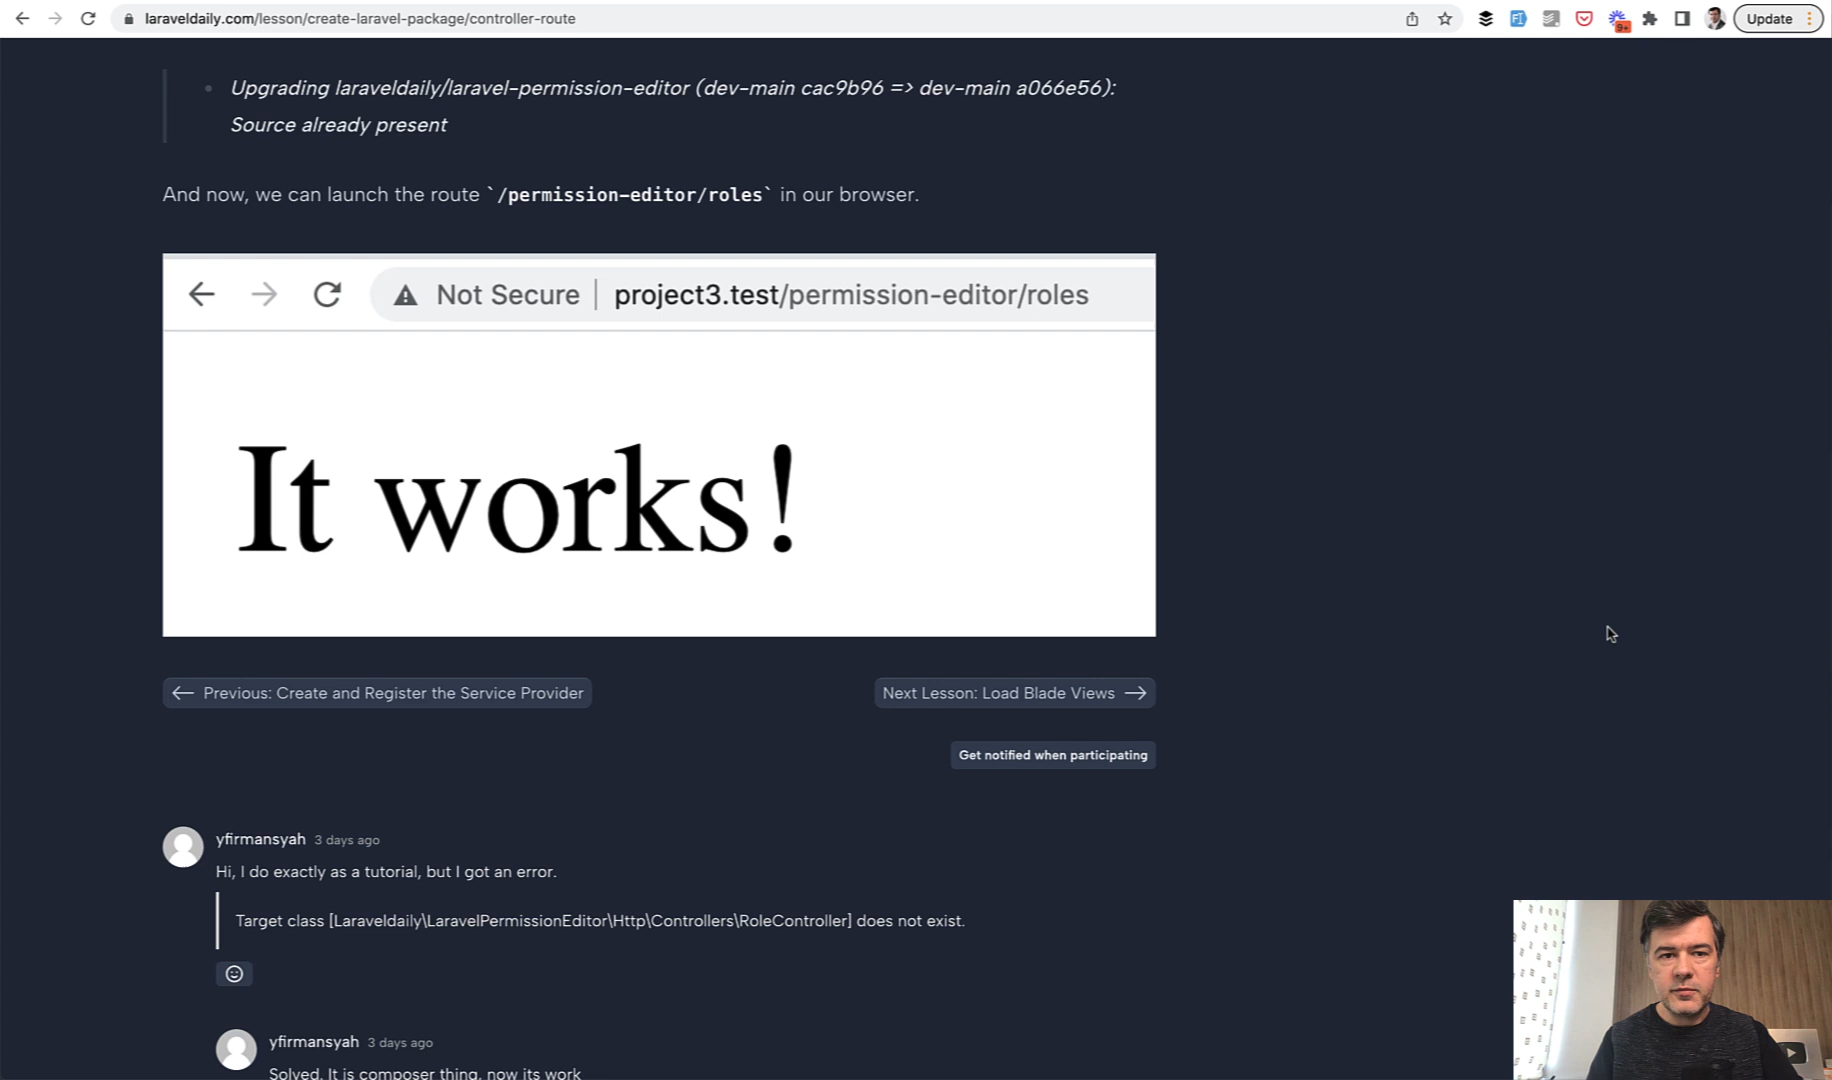 laraveldaily.com/lesson/create-laravel-package/controller-route
9+
Update
Upgrading laraveldaily/laravel-permission-editor (dev-main cac9b96 => dev-main a066e56):
Source already present
And now, we can launch the route `/permission-editor/roles` in our browser.
Not Secure | project3.test/permission-editor/roles
It works!
← Previous: Create and Register the Service Provider
Next Lesson: Load Blade Views →
Get notified when participating
yfirmansyah 3 days ago
Hi, I do exactly as a tutorial, but I got an error.
Target class [Laraveldaily\LaravelPermissionEditor\Http\Controllers\RoleController] does not exist.
yfirmansyah 3 days ago
Solved. It is composer thing, now its work